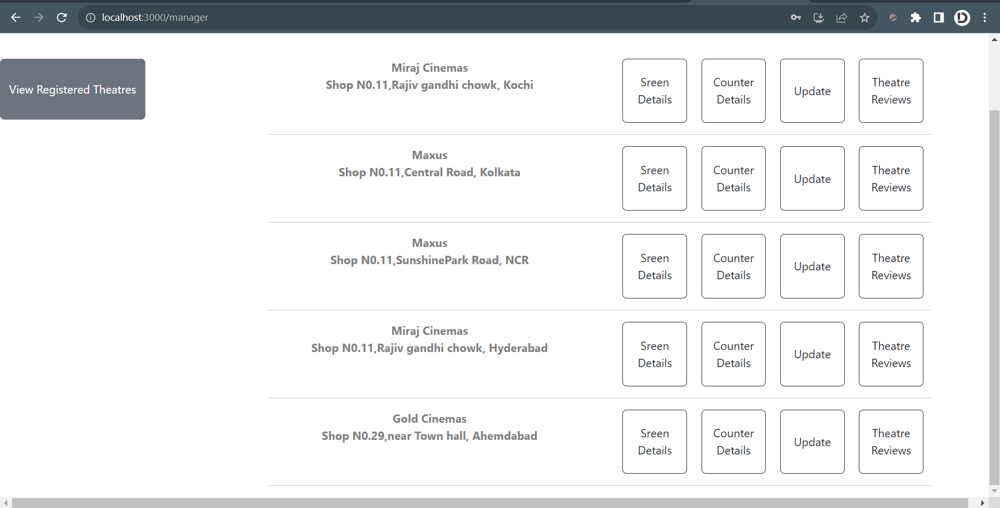 localhost:3000/manager
View Registered Theatres
Miraj Cinemas
Shop N0.11,Rajiv gandhi chowk, Kochi
Sreen
Details
Counter
Details
Update
Theatre
Reviews
Maxus
Shop N0.11,Central Road, Kolkata
Sreen
Details
Counter
Details
Update
Theatre
Reviews
Maxus
Shop N0.11,SunshinePark Road, NCR
Sreen
Details
Counter
Details
Update
Theatre
Reviews
Miraj Cinemas
Shop N0.11,Rajiv gandhi chowk, Hyderabad
Sreen
Details
Counter
Details
Update
Theatre
Reviews
Gold Cinemas
Shop N0.29,near Town hall, Ahemdabad
Sreen
Details
Counter
Details
Update
Theatre
Reviews